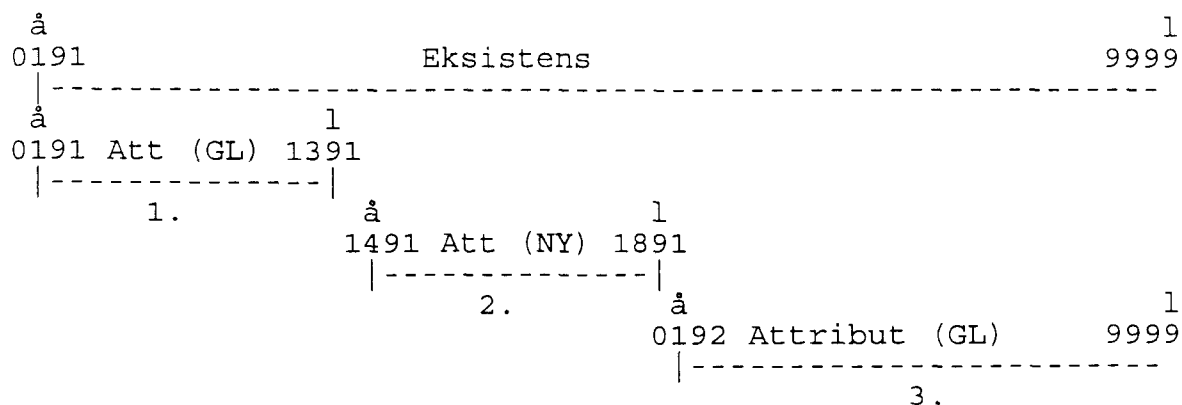 å l
0191 Eksistens 9999
|---------------------------------------------------------
å l
0191 Att (GL) 1391
|--------------|
1.
å l
1491 Att (NY) 1891
|--------------|
2.
å l
0192 Attribut (GL) 9999
|------------------------
3.